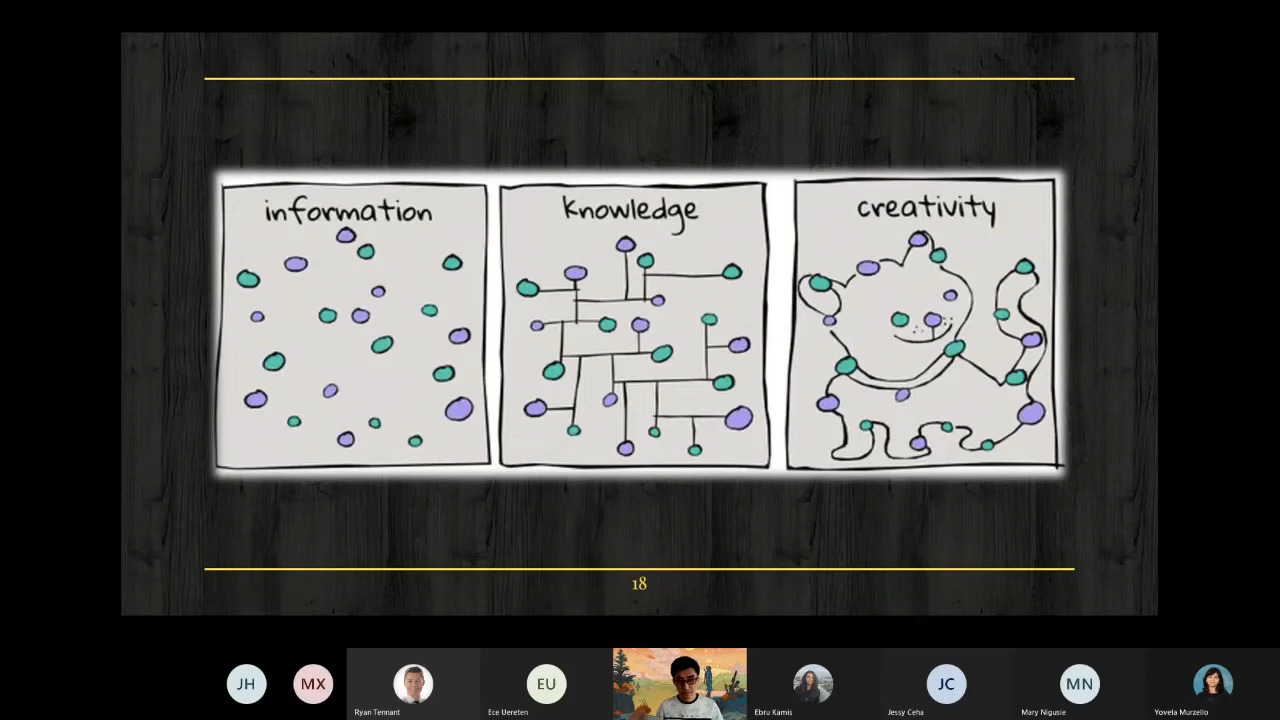 information
knowledge
creativity
18
JH
MX
Ryan Tennant
EU
Ece Uereten
Ebru Kamis
JC
Jessy Ceha
MN
Mary Nigusie
Yovela Murzello